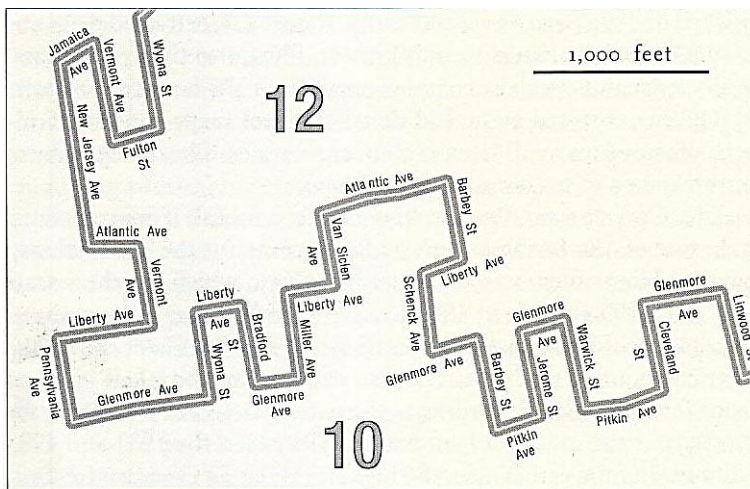 Jamaica
Ave
Vermont Ave
Wyona St
New Jersey Ave
Fulton
St
12
1,000 feet
Atlantic Ave
Vermont
Ave
Liberty Ave
Pennsylvania
Ave
Glenmore Ave
Liberty
Ave
Wyona St
Bradford
St
Glenmore
Ave
Miller Ave
Liberty Ave
Van Siclen
Ave
Atlantic Ave
Barbey
St
Liberty Ave
Schenck Ave
Glenmore Ave
Barbey St
Pitkin
Ave
Jerome St
Glenmore
Ave
Warwick St
Pitkin Ave
Cleveland
St
Glenmore
Ave
Linwood St
10